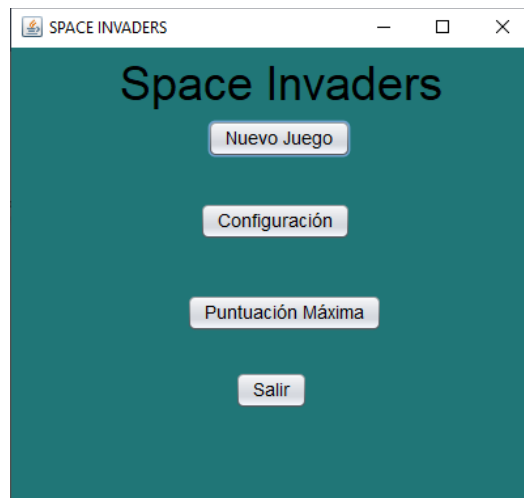 SPACE INVADERS
Space Invaders
Nuevo Juego
Configuración
Puntuación Máxima
Salir